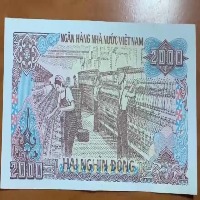 NGÂN HÀNG NHÀ NƯỚC VIỆT NAM
2000
2000
HAI NGHÌN ĐỒNG